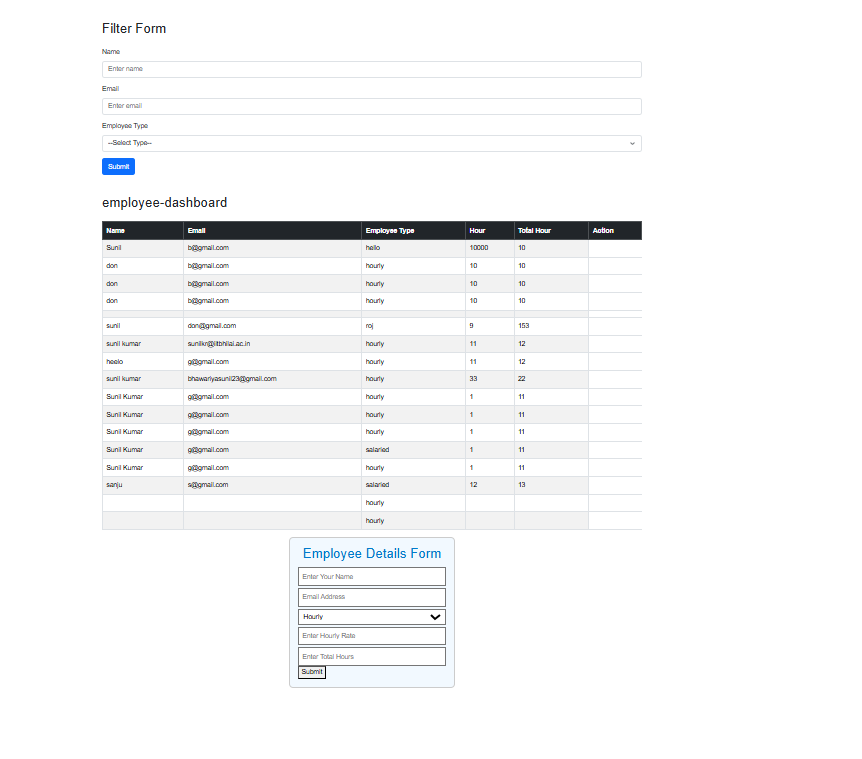 Filter Form
Name
Enter name
Email
Enter email
Employee Type
--Select Type--
Submit
employee-dashboard
Name Email Employee Type Hour Total Hour Action
Sunil b@gmail.com hello 10000 10
don b@gmail.com hourly 10 10
don b@gmail.com hourly 10 10
don b@gmail.com hourly 10 10
sunil don@gmail.com roj 9 153
sunil kumar sunilkr@iitbhilai.ac.in hourly 11 12
heelo g@gmail.com hourly 11 12
sunil kumar bhawariyasunil23@gmail.com hourly 33 22
Sunil Kumar g@gmail.com hourly 1 11
Sunil Kumar g@gmail.com hourly 1 11
Sunil Kumar g@gmail.com hourly 1 11
Sunil Kumar g@gmail.com salaried 1 11
Sunil Kumar g@gmail.com hourly 1 11
sanju s@gmail.com salaried 12 13
hourly
hourly
Employee Details Form
Enter Your Name
Email Address
Hourly
Enter Hourly Rate
Enter Total Hours
Submit